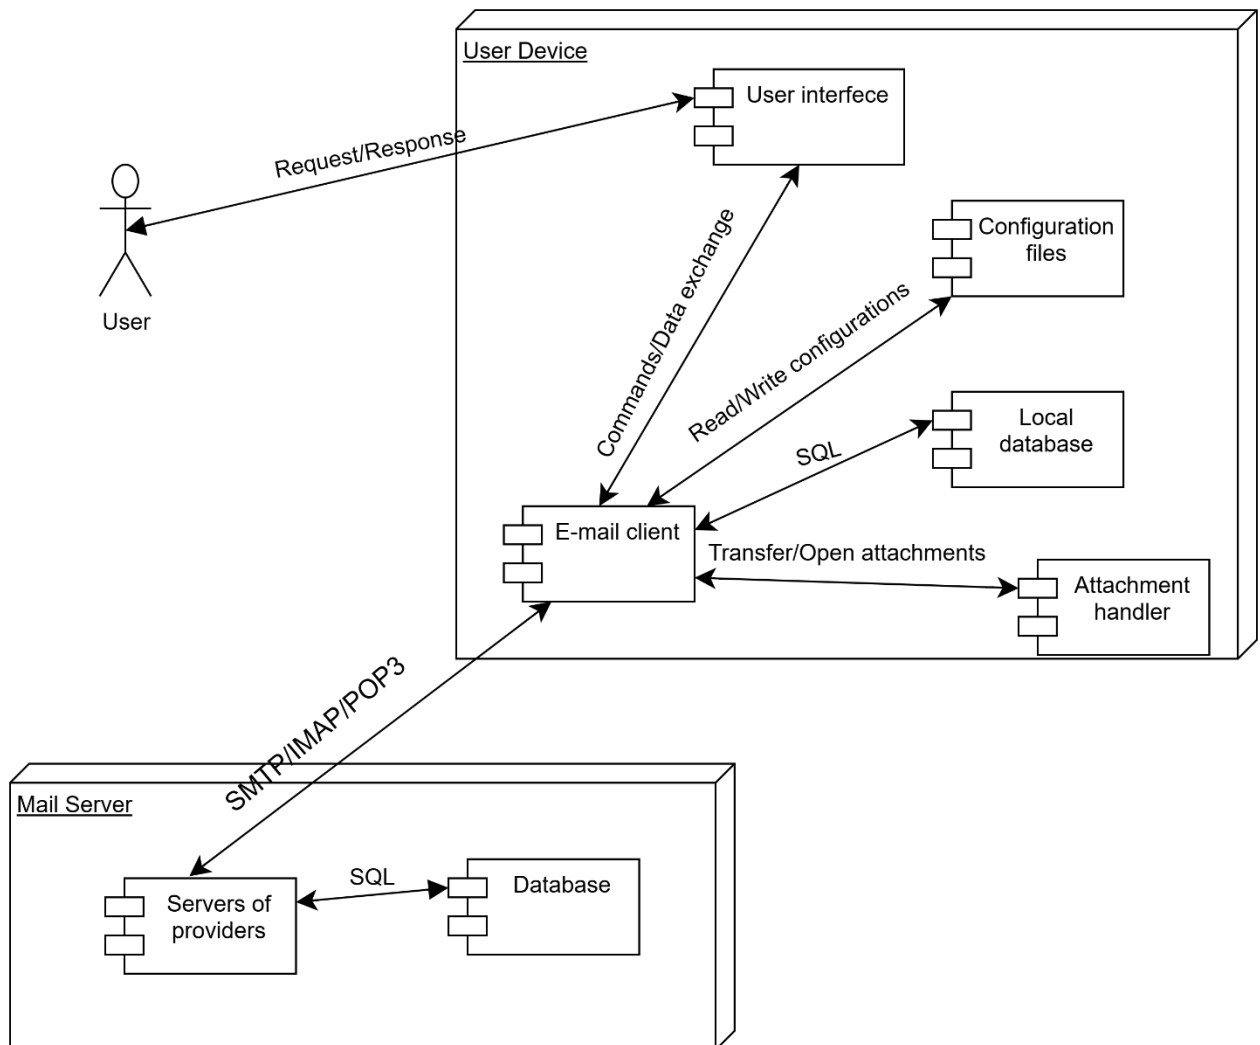 User Device
User interfece
Request/Response
User
Commands/Data exchange
Configuration
files
Read/Write configurations
Local
database
SQL
E-mail client
Transfer/Open attachments
Attachment
handler
SMTP/IMAP/POP3
Mail Server
Servers of
providers
SQL
Database